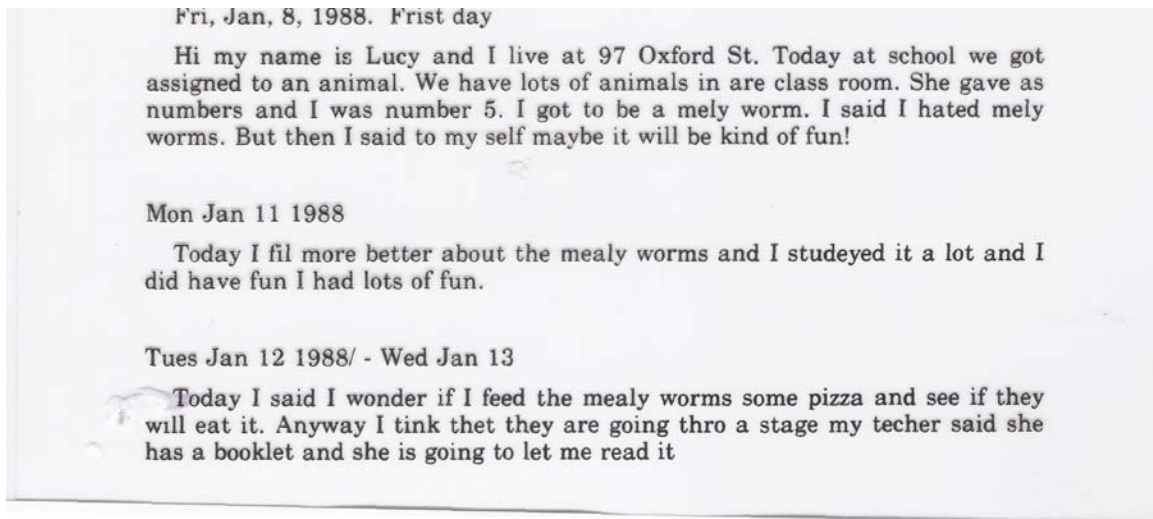 Fri, Jan, 8, 1988. Frist day
Hi my name is Lucy and I live at 97 Oxford St. Today at school we got
assigned to an animal. We have lots of animals in are class room. She gave as
numbers and I was number 5. I got to be a mely worm. I said I hated mely
worms. But then I said to my self maybe it will be kind of fun!
Mon Jan 11 1988
Today I fil more better about the mealy worms and I studeyed it a lot and I
did have fun I had lots of fun.
Tues Jan 12 1988/ - Wed Jan 13
Today I said I wonder if I feed the mealy worms some pizza and see if they
will eat it. Anyway I tink thet they are going thro a stage my techer said she
has a booklet and she is going to let me read it